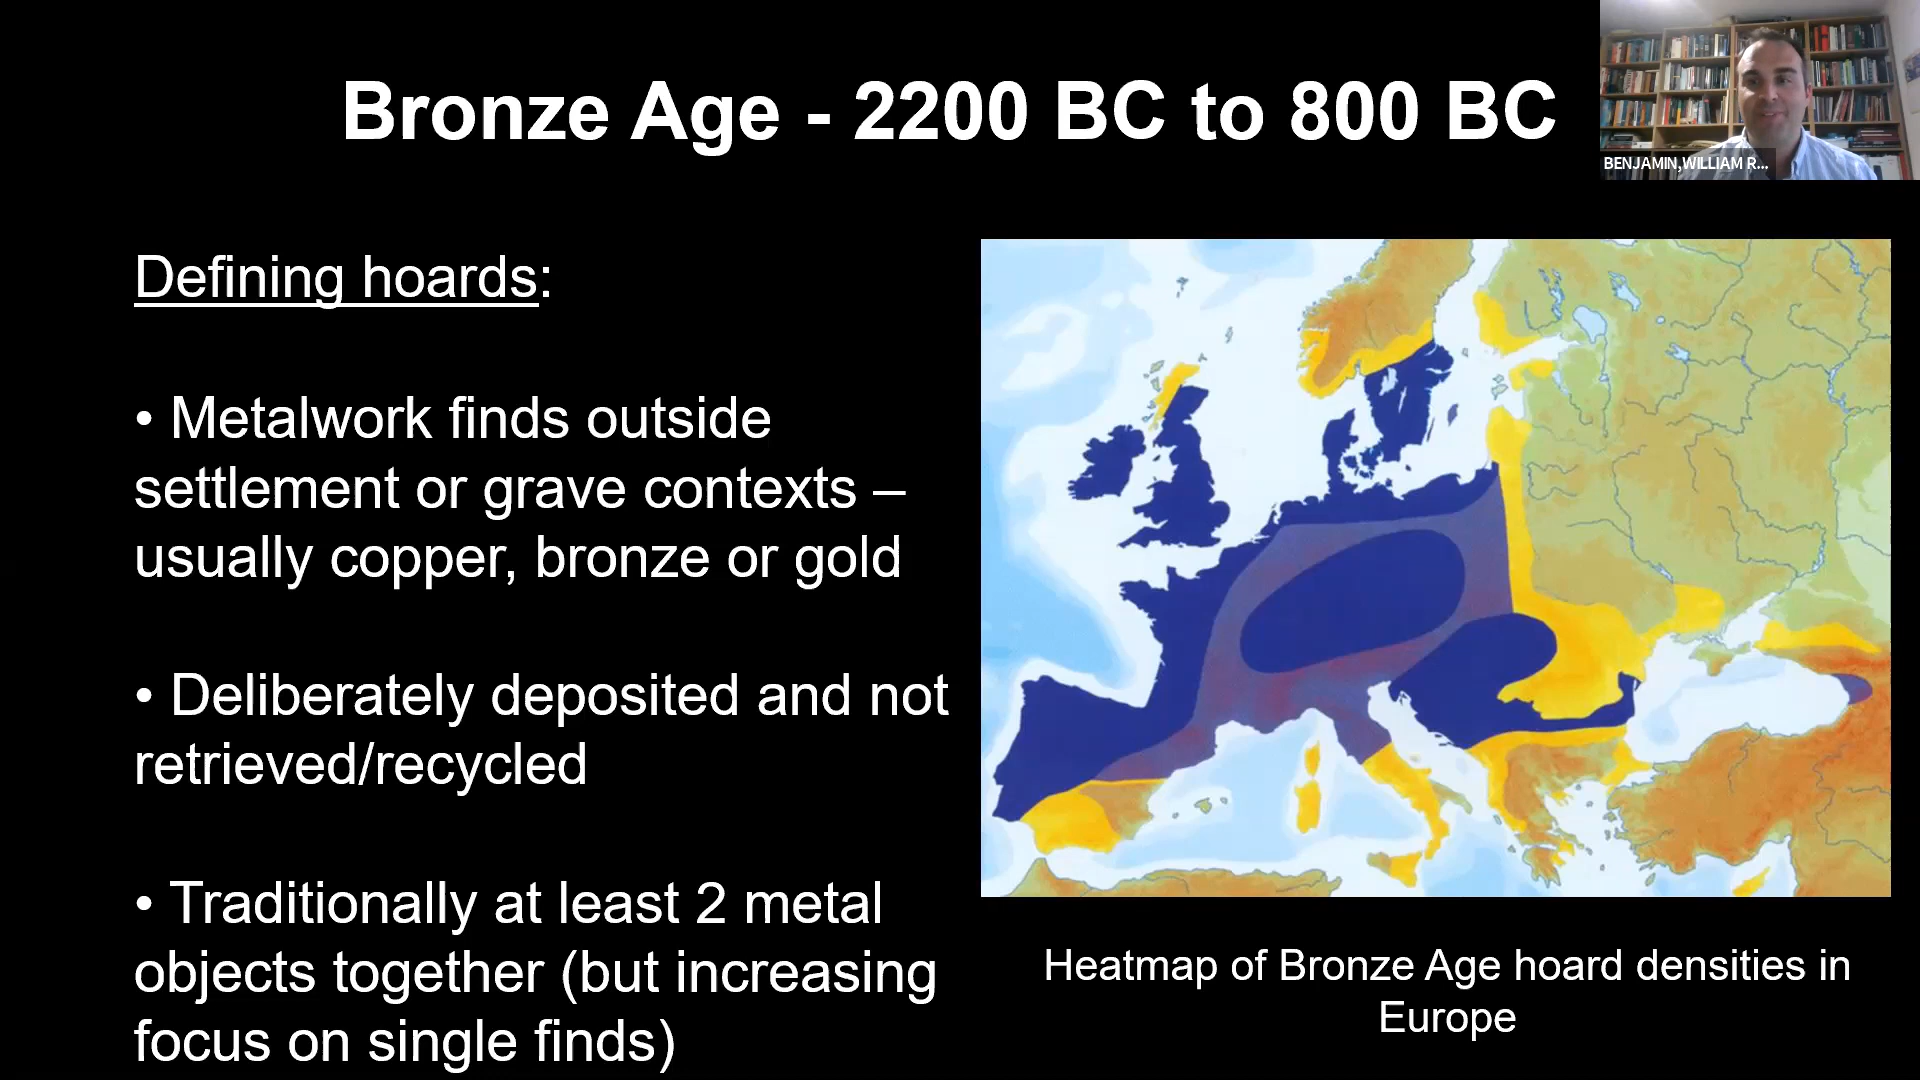 Bronze Age - 2200 BC to 800 BC
BENJAMIN,WILLIAM R...
Defining hoards:
• Metalwork finds outside
settlement or grave contexts –
usually copper, bronze or gold
• Deliberately deposited and not
retrieved/recycled
• Traditionally at least 2 metal
objects together (but increasing
focus on single finds)
Heatmap of Bronze Age hoard densities in
Europe